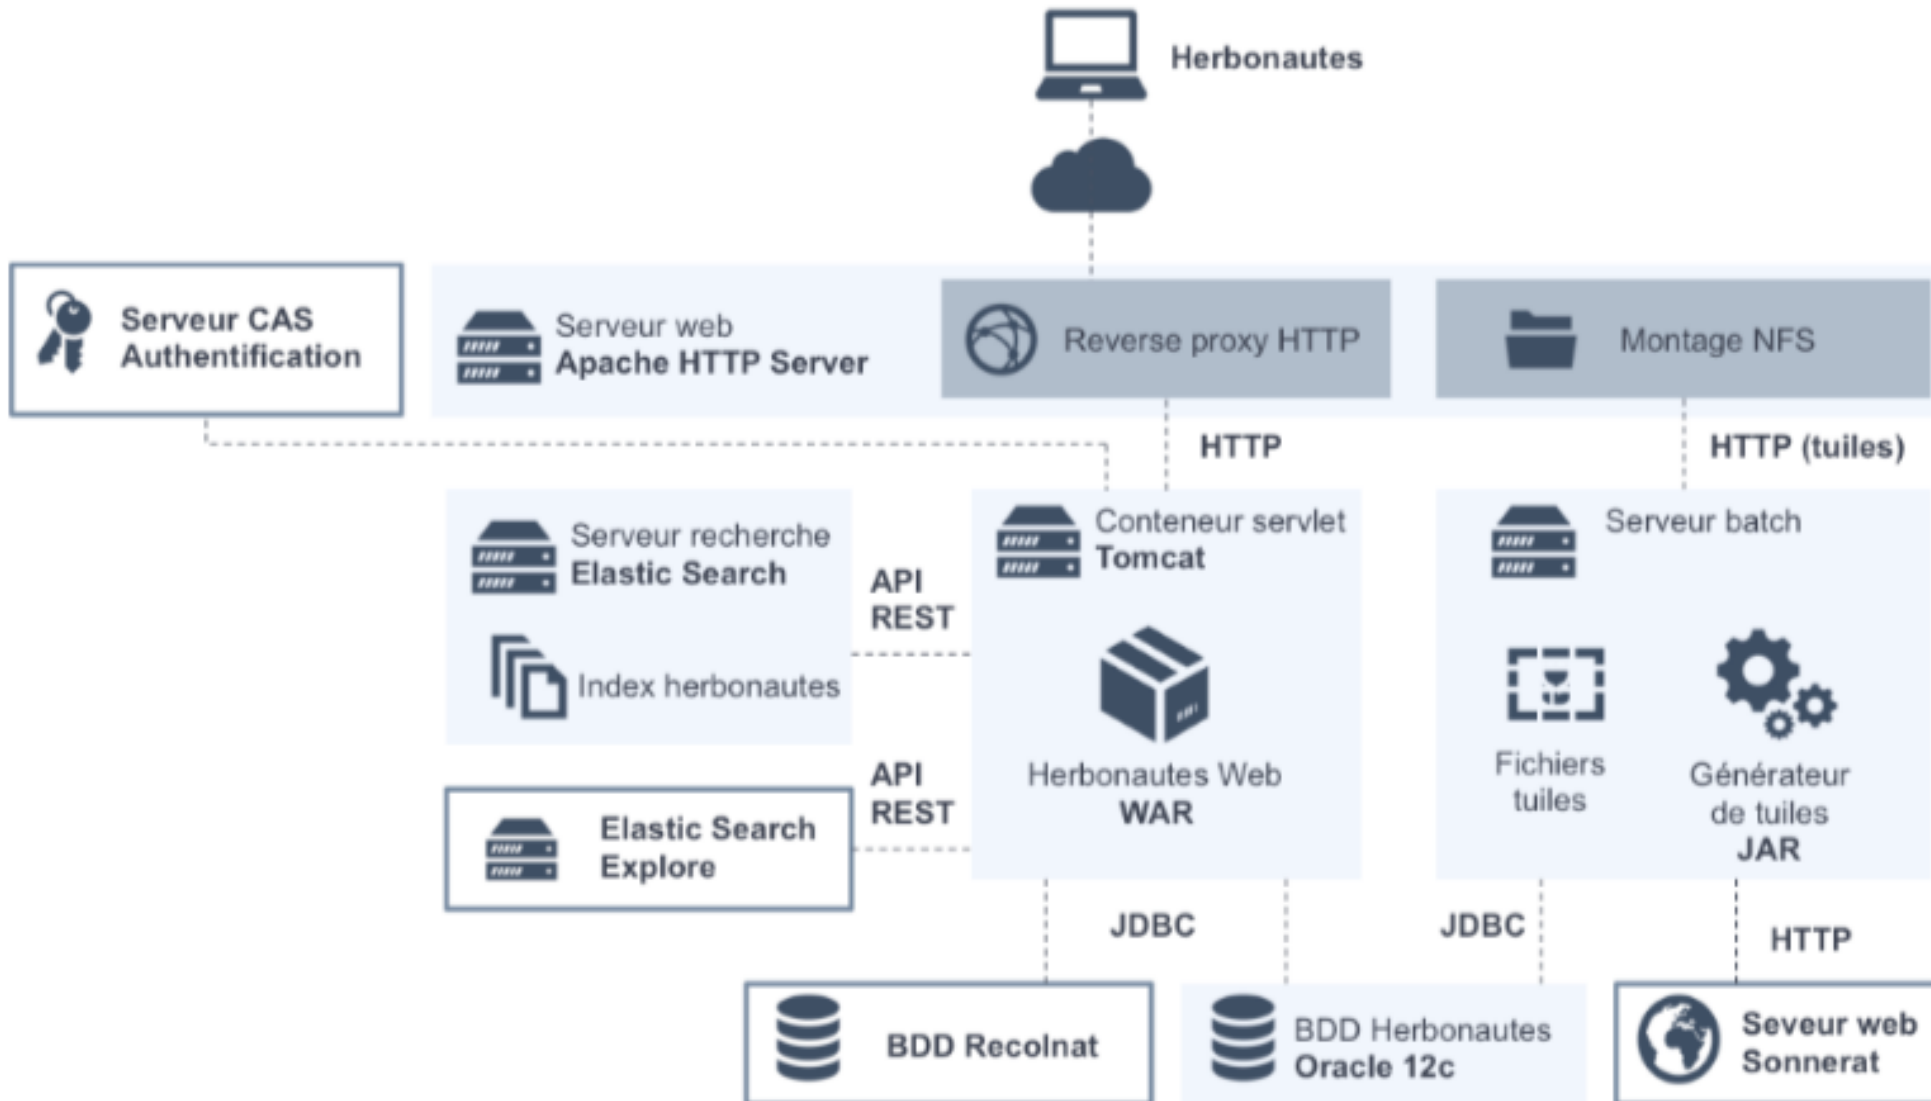 Herbonautes
Serveur CAS
Authentification
Serveur web
Apache HTTP Server
Reverse proxy HTTP
Montage NFS
HTTP
HTTP (tuiles)
Serveur recherche
Elastic Search
Index herbonautes
API
REST
Conteneur servlet
Tomcat
Herbonautes Web
WAR
Serveur batch
Fichiers
tuiles
Générateur
de tuiles
JAR
Elastic Search
Explore
API
REST
JDBC
JDBC
HTTP
BDD Recolnat
BDD Herbonautes
Oracle 12c
Seveur web
Sonnerat